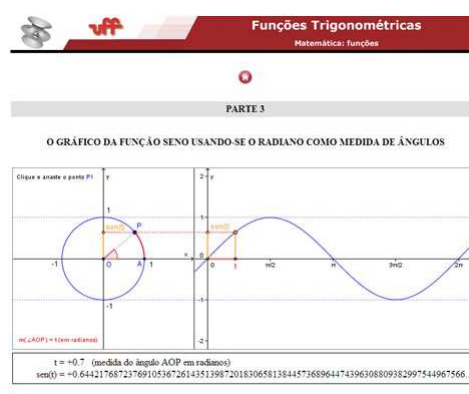 uff
Funções Trigonométricas
Matemática: funções
PARTE 3
O GRÁFICO DA FUNÇÃO SENO USANDO-SE O RADIANO COMO MEDIDA DE ÂNGULOS
Clique e arraste o ponto P!
y
1
sen(t)
P
-1
O
A
1
x
-1
m(∠AOP) = t (em radianos)
2
y
1
sen(t)
0
t
π/2
π
3π/2
2π
-1
-2
t = +0.7 (medida do ângulo AOP em radianos)